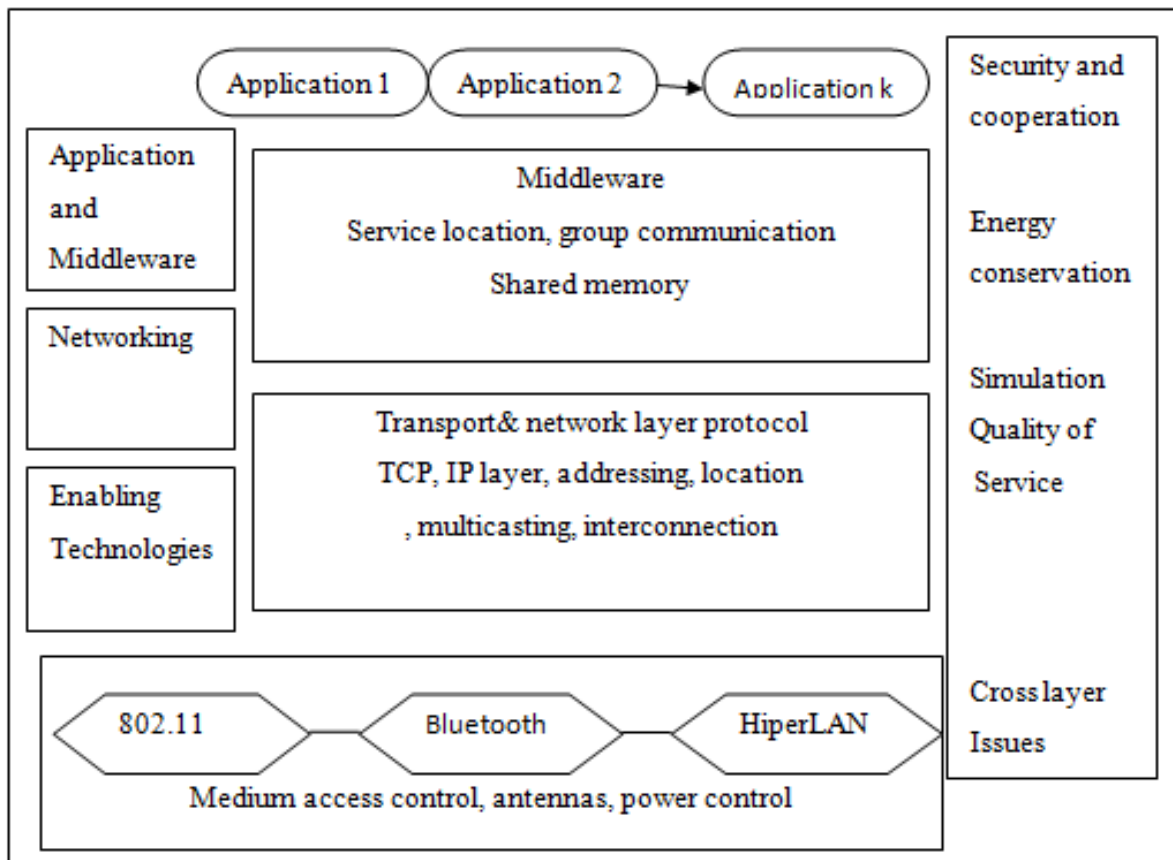 Application 1
Application 2
Application k
Application
and
Middleware
Middleware
Service location, group communication
Shared memory
Networking
Transport& network layer protocol
TCP, IP layer, addressing, location
, multicasting, interconnection
Enabling
Technologies
802.11
Bluetooth
HiperLAN
Medium access control, antennas, power control
Security and
cooperation
Energy
conservation
Simulation
Quality of
Service
Cross layer
Issues